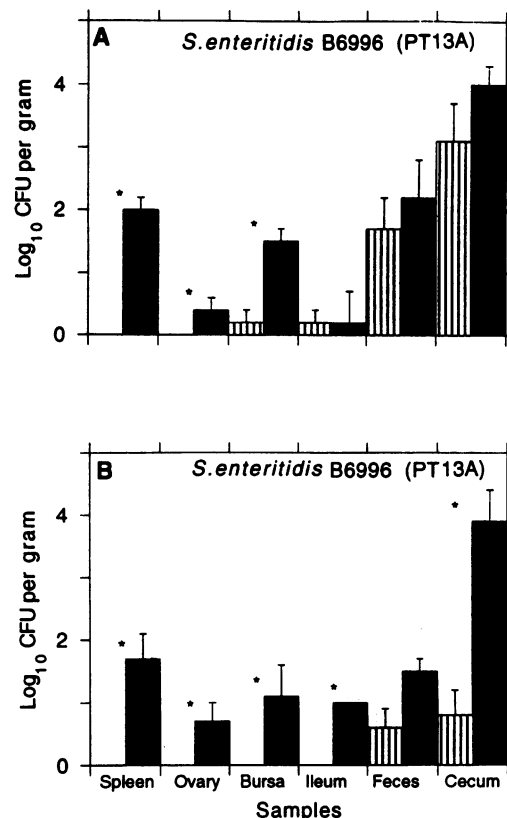 A
S.enteritidis B6996 (PT13A)
Log10 CFU per gram
4
2
0
*
*
*
B
S.enteritidis B6996 (PT13A)
Log10 CFU per gram
4
2
0
*
*
*
*
*
Spleen Ovary Bursa Ileum Feces Cecum
Samples